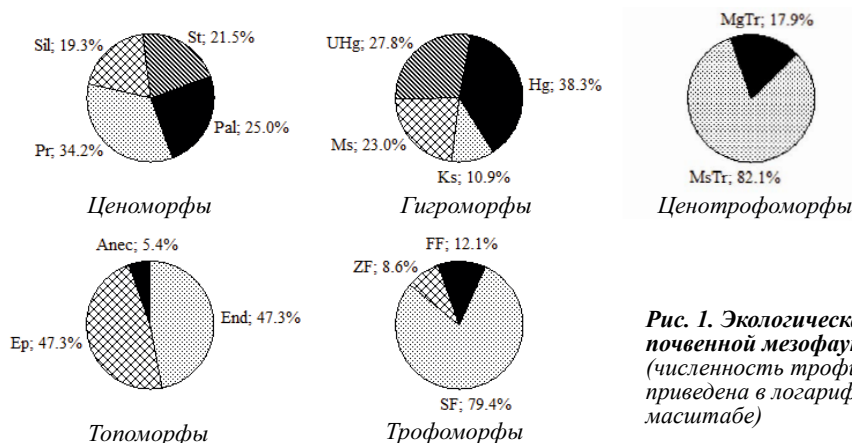 Sil; 19.3%
St; 21.5%
Pr; 34.2%
Pal; 25.0%
Ценоморфы
UHg; 27.8%
Hg; 38.3%
Ms; 23.0%
Ks; 10.9%
Гигроморфы
MgTr; 17.9%
MsTr; 82.1%
Ценотрофоморфы
Anec; 5.4%
Ep; 47.3%
End; 47.3%
Топоморфы
FF; 12.1%
ZF; 8.6%
SF; 79.4%
Трофоморфы
Рис. 1. Экологическа
почвенной мезофау
(численность трофи
приведена в логариф
масштабе)